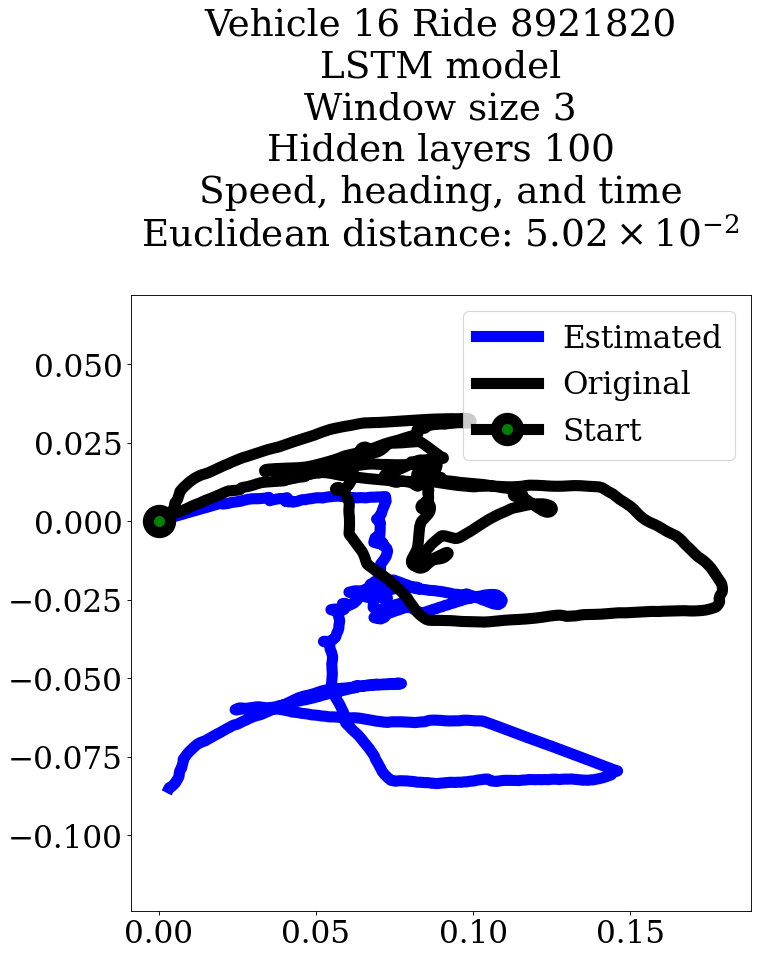 Vehicle 16 Ride 8921820
LSTM model
Window size 3
Hidden layers 100
Speed, heading, and time
Euclidean distance: 5.02 × 10⁻²
Estimated
Original
Start
0.050
0.025
0.000
−0.025
−0.050
−0.075
−0.100
0.00 0.05 0.10 0.15